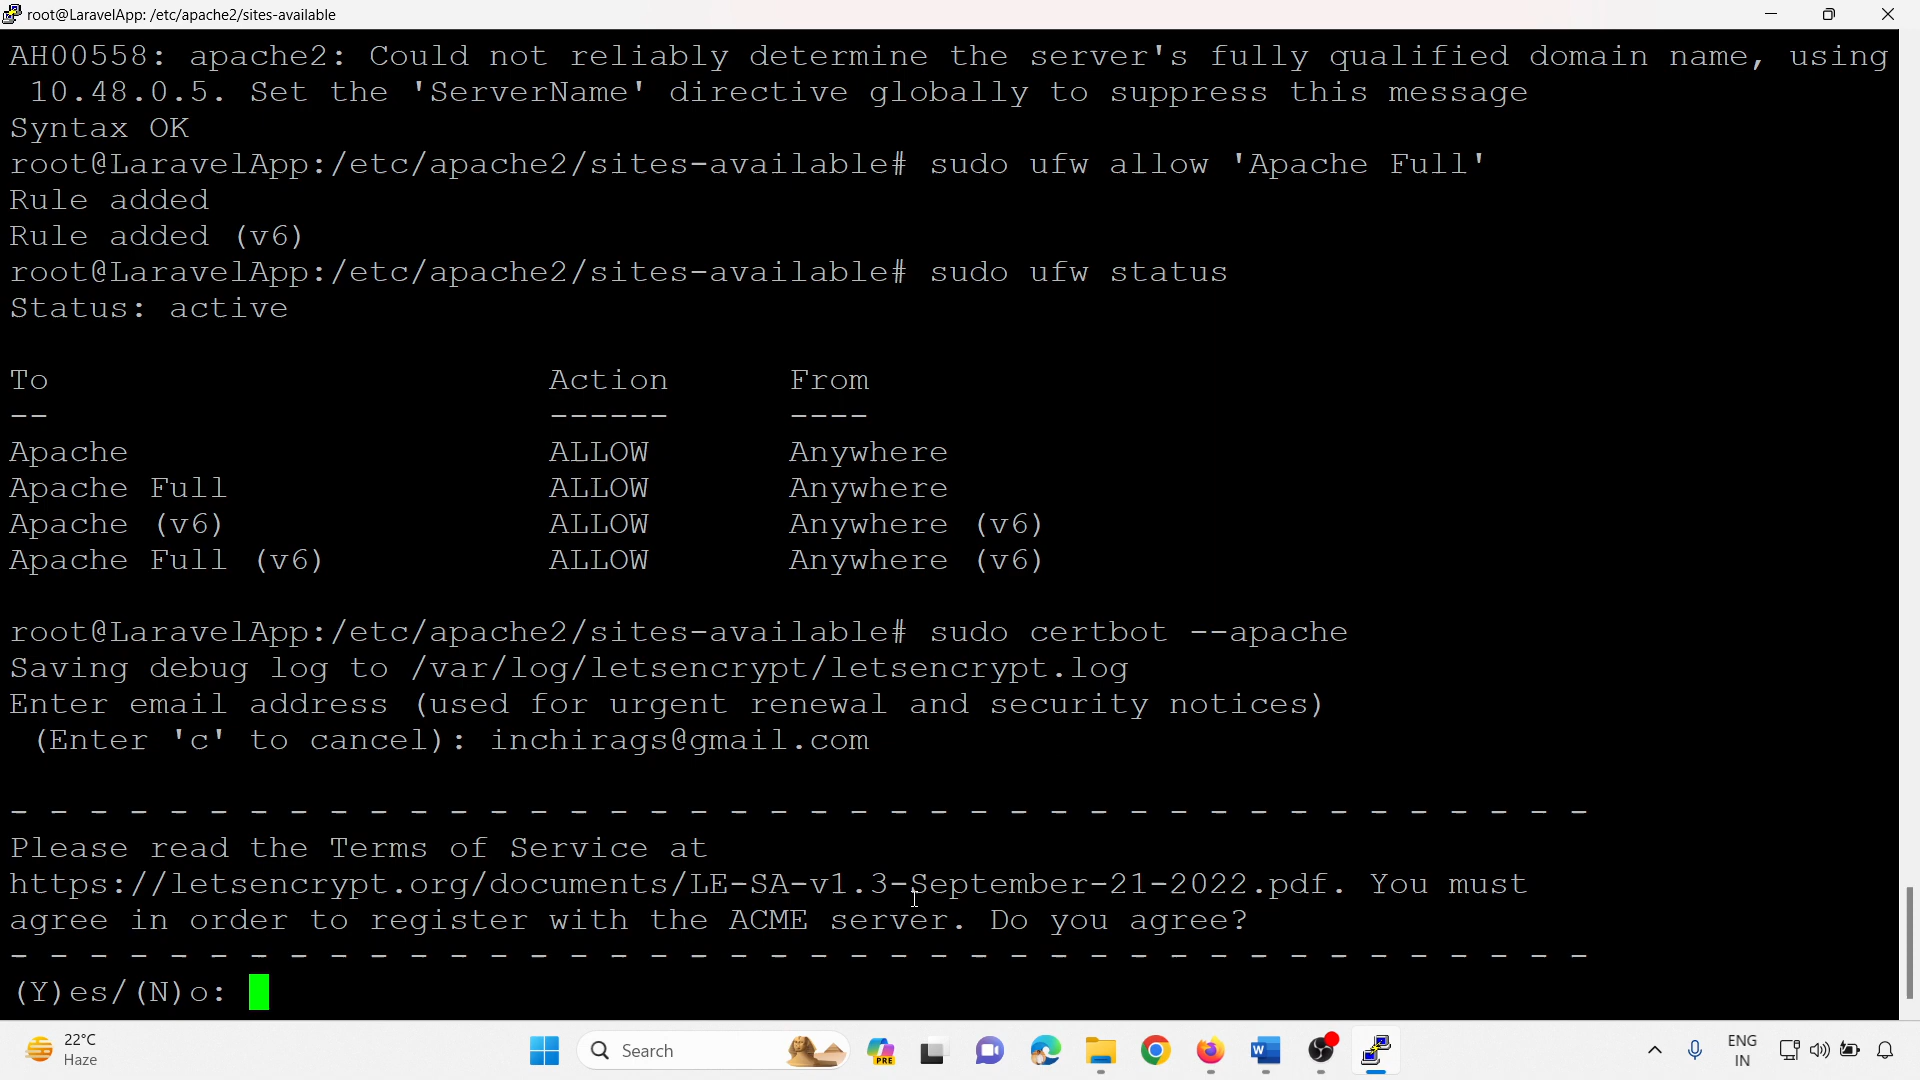 root@LaravelApp: /etc/apache2/sites-available
AH00558: apache2: Could not reliably determine the server's fully qualified domain name, using
10.48.0.5. Set the 'ServerName' directive globally to suppress this message
Syntax OK
root@LaravelApp:/etc/apache2/sites-available# sudo ufw allow 'Apache Full'
Rule added
Rule added (v6)
root@LaravelApp:/etc/apache2/sites-available# sudo ufw status
Status: active
To Action From
-- ------ ----
Apache ALLOW Anywhere
Apache Full ALLOW Anywhere
Apache (v6) ALLOW Anywhere (v6)
Apache Full (v6) ALLOW Anywhere (v6)
root@LaravelApp:/etc/apache2/sites-available# sudo certbot --apache
Saving debug log to /var/log/letsencrypt/letsencrypt.log
Enter email address (used for urgent renewal and security notices)
(Enter 'c' to cancel): inchirags@gmail.com
- - - - - - - - - - - - - - - - - - - - - - - - - - - - - - - - - - - - - - - -
Please read the Terms of Service at
https://letsencrypt.org/documents/LE-SA-v1.3-September-21-2022.pdf. You must
agree in order to register with the ACME server. Do you agree?
- - - - - - - - - - - - - - - - - - - - - - - - - - - - - - - - - - - - - - - -
(Y)es/(N)o:
22°C
Haze
Search
PRE
ENG
IN